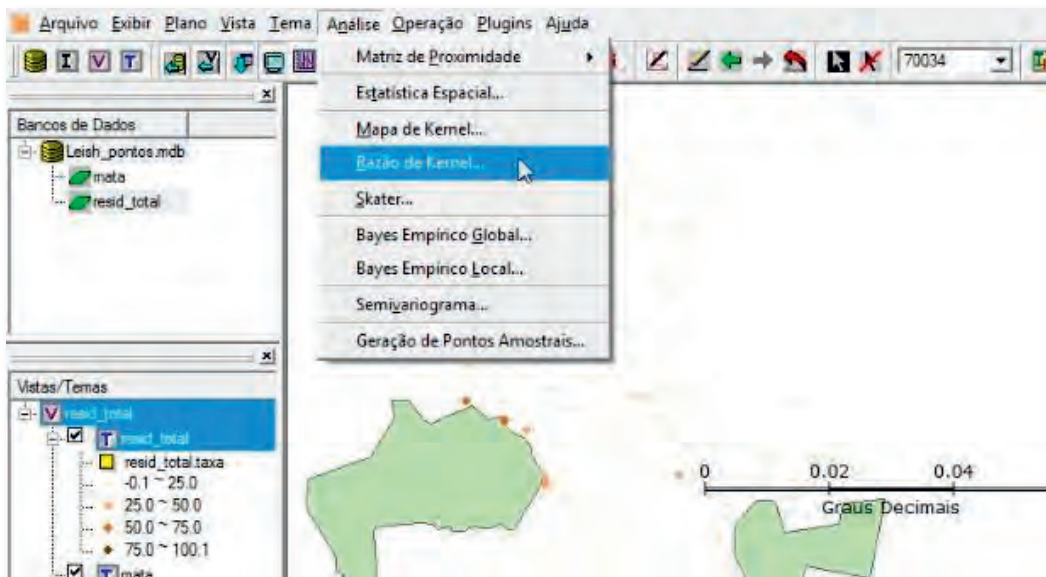 Arquivo Exibir Plano Vista Tema Análise Operação Plugins Ajuda
I V T
70034
Matriz de Proximidade
Estatística Espacial...
Mapa de Kernel...
Razão de Kernel...
Skater...
Bayes Empírico Global...
Bayes Empírico Local...
Semivariograma...
Geração de Pontos Amostrais...
Bancos de Dados
Leish_pontos.mdb
mata
resid_total
Vistas/Temas
V resid_total
T resid_total
resid_total.taxa
-0.1 ~ 25.0
25.0 ~ 50.0
50.0 ~ 75.0
75.0 ~ 100.1
T mata
0 0.02 0.04
Graus Decimais